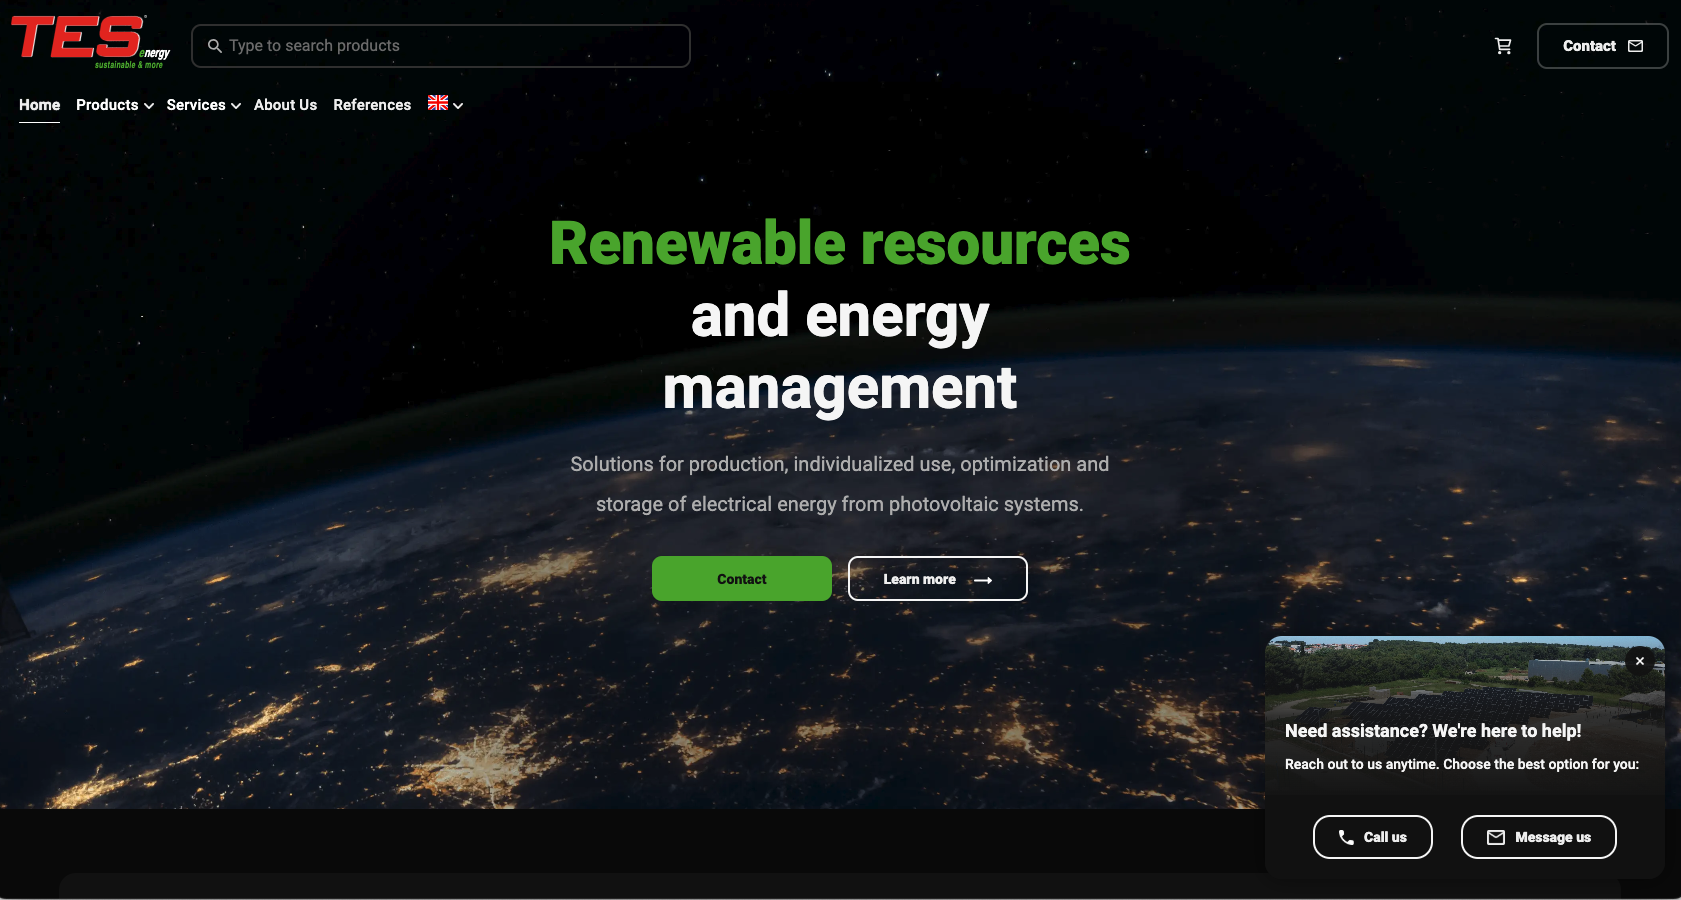 TES
energy
sustainable & more
Type to search products
Contact
Home
Products
Services
About Us
References
Renewable resources
and energy
management
Solutions for production, individualized use, optimization and
storage of electrical energy from photovoltaic systems.
Contact
Learn more
Need assistance? We're here to help!
Reach out to us anytime. Choose the best option for you:
Call us
Message us